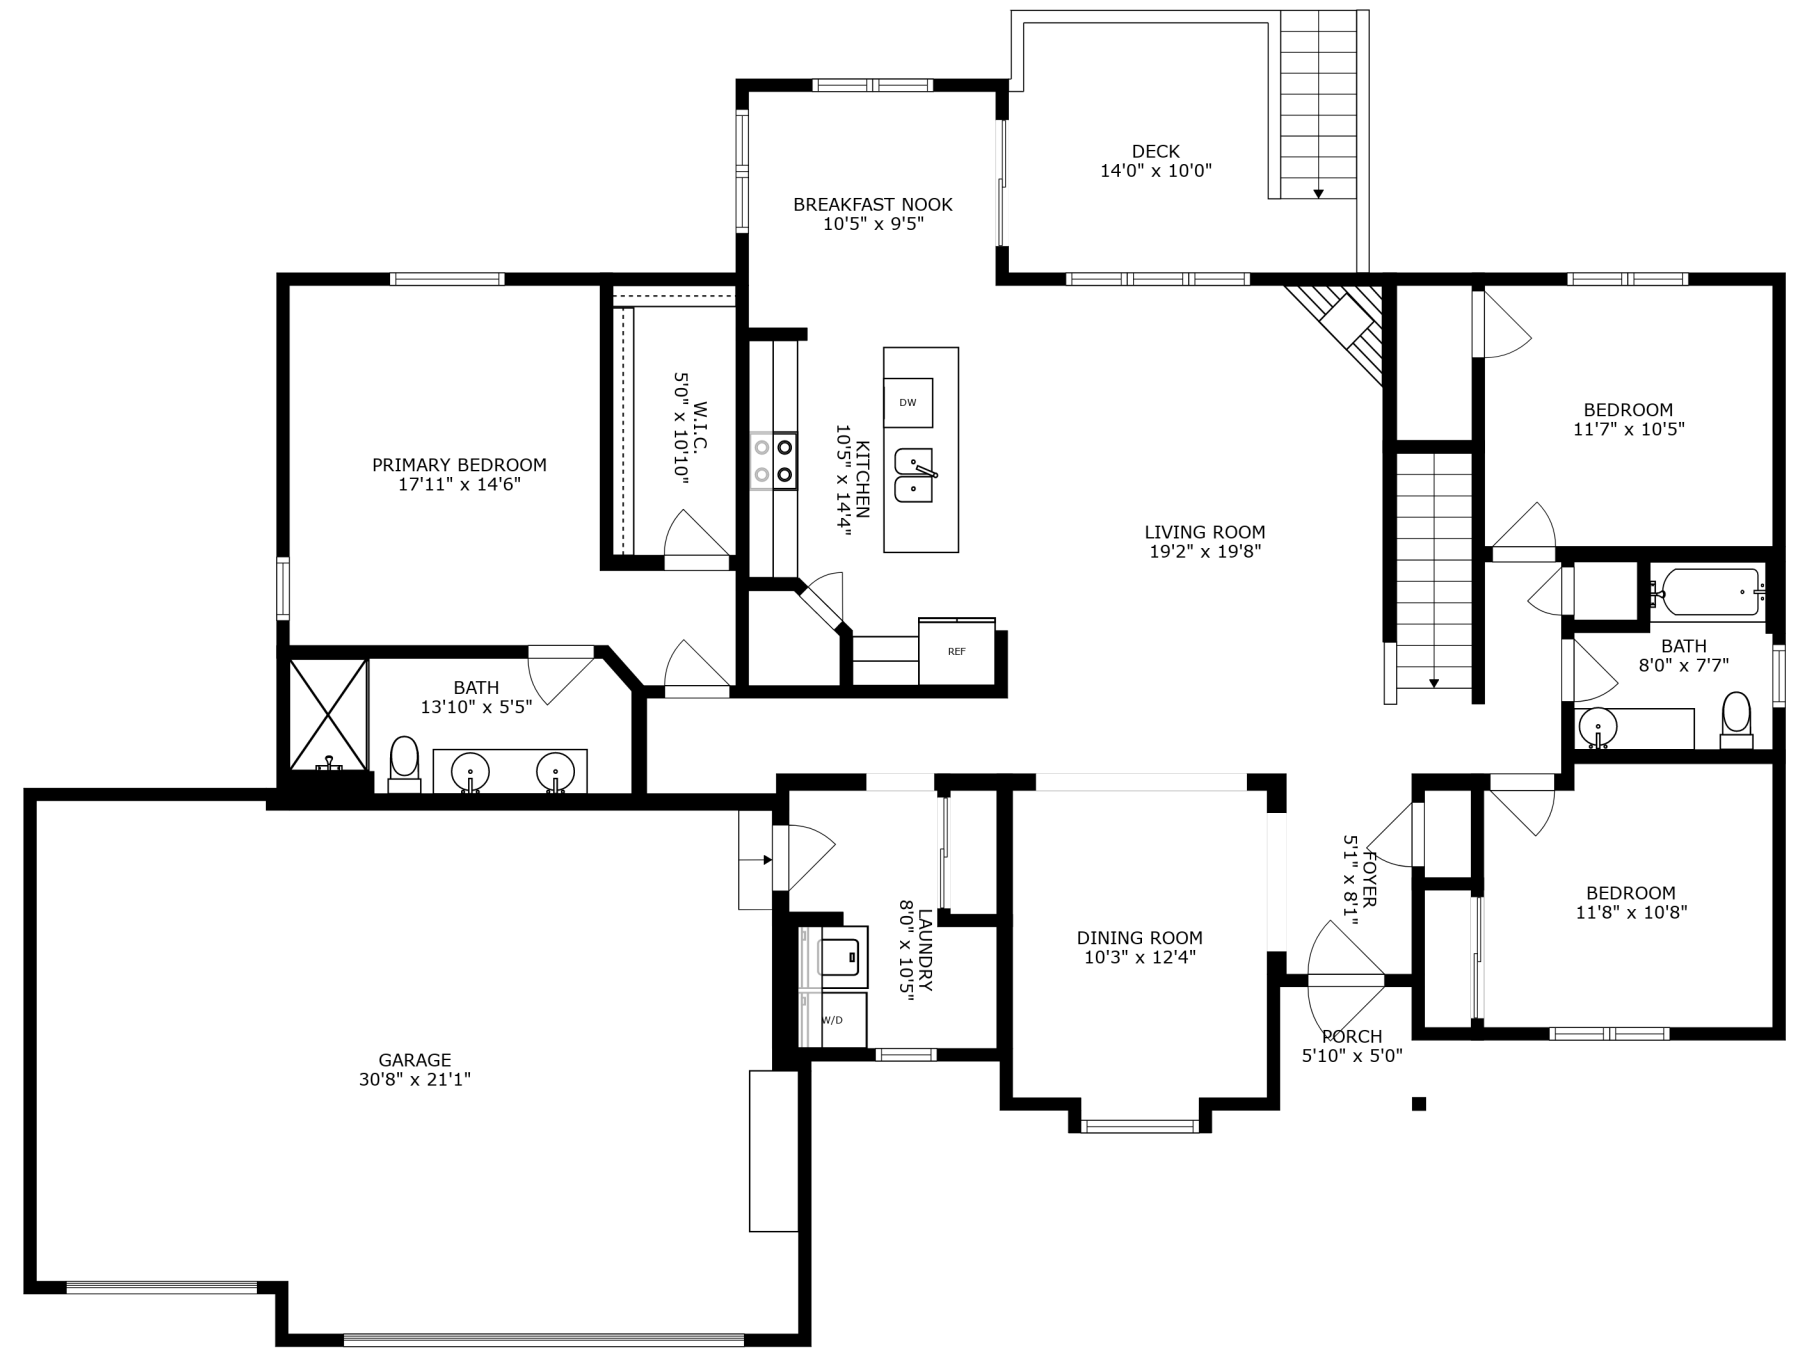 DECK
14'0" x 10'0"
BREAKFAST NOOK
10'5" x 9'5"
W.I.C.
5'0" x 10'10"
DW
BEDROOM
11'7" x 10'5"
PRIMARY BEDROOM
17'11" x 14'6"
KITCHEN
10'5" x 14'4"
LIVING ROOM
19'2" x 19'8"
REF
BATH
8'0" x 7'7"
BATH
13'10" x 5'5"
FOYER
5'1" x 8'1"
BEDROOM
11'8" x 10'8"
LAUNDRY
8'0" x 10'5"
DINING ROOM
10'3" x 12'4"
W/D
PORCH
5'10" x 5'0"
GARAGE
30'8" x 21'1"